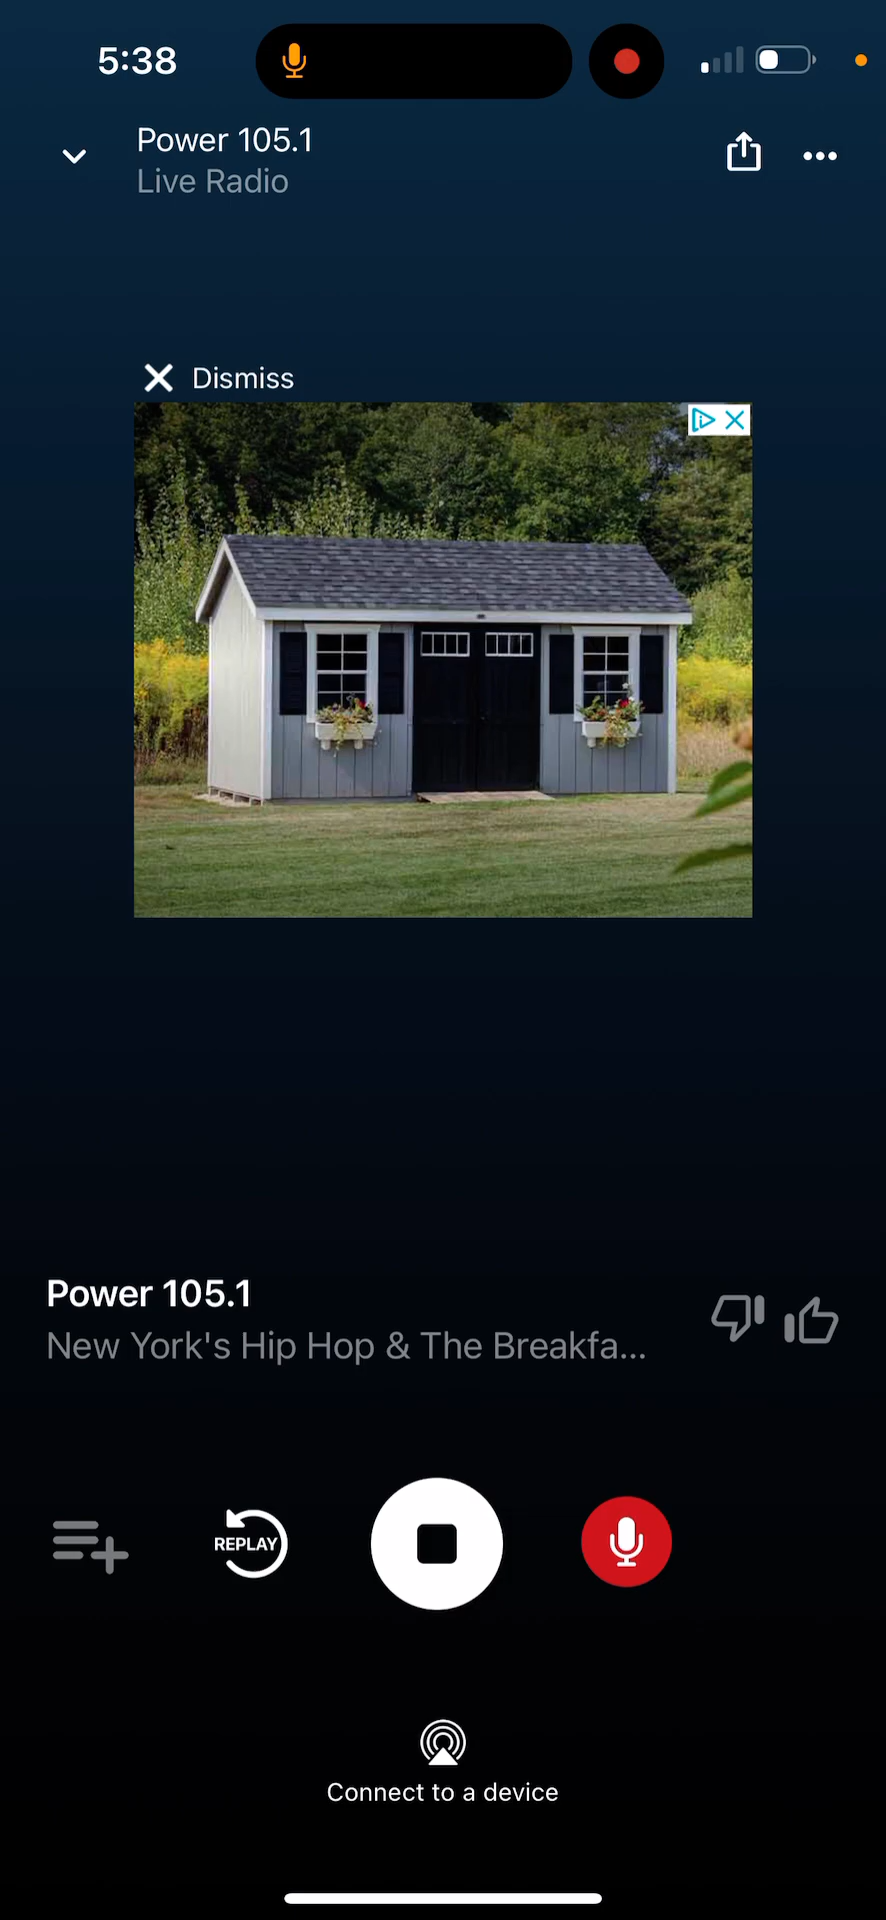 5:38
Power 105.1
Live Radio
Dismiss
Power 105.1
New York's Hip Hop & The Breakfa...
REPLAY
Connect to a device